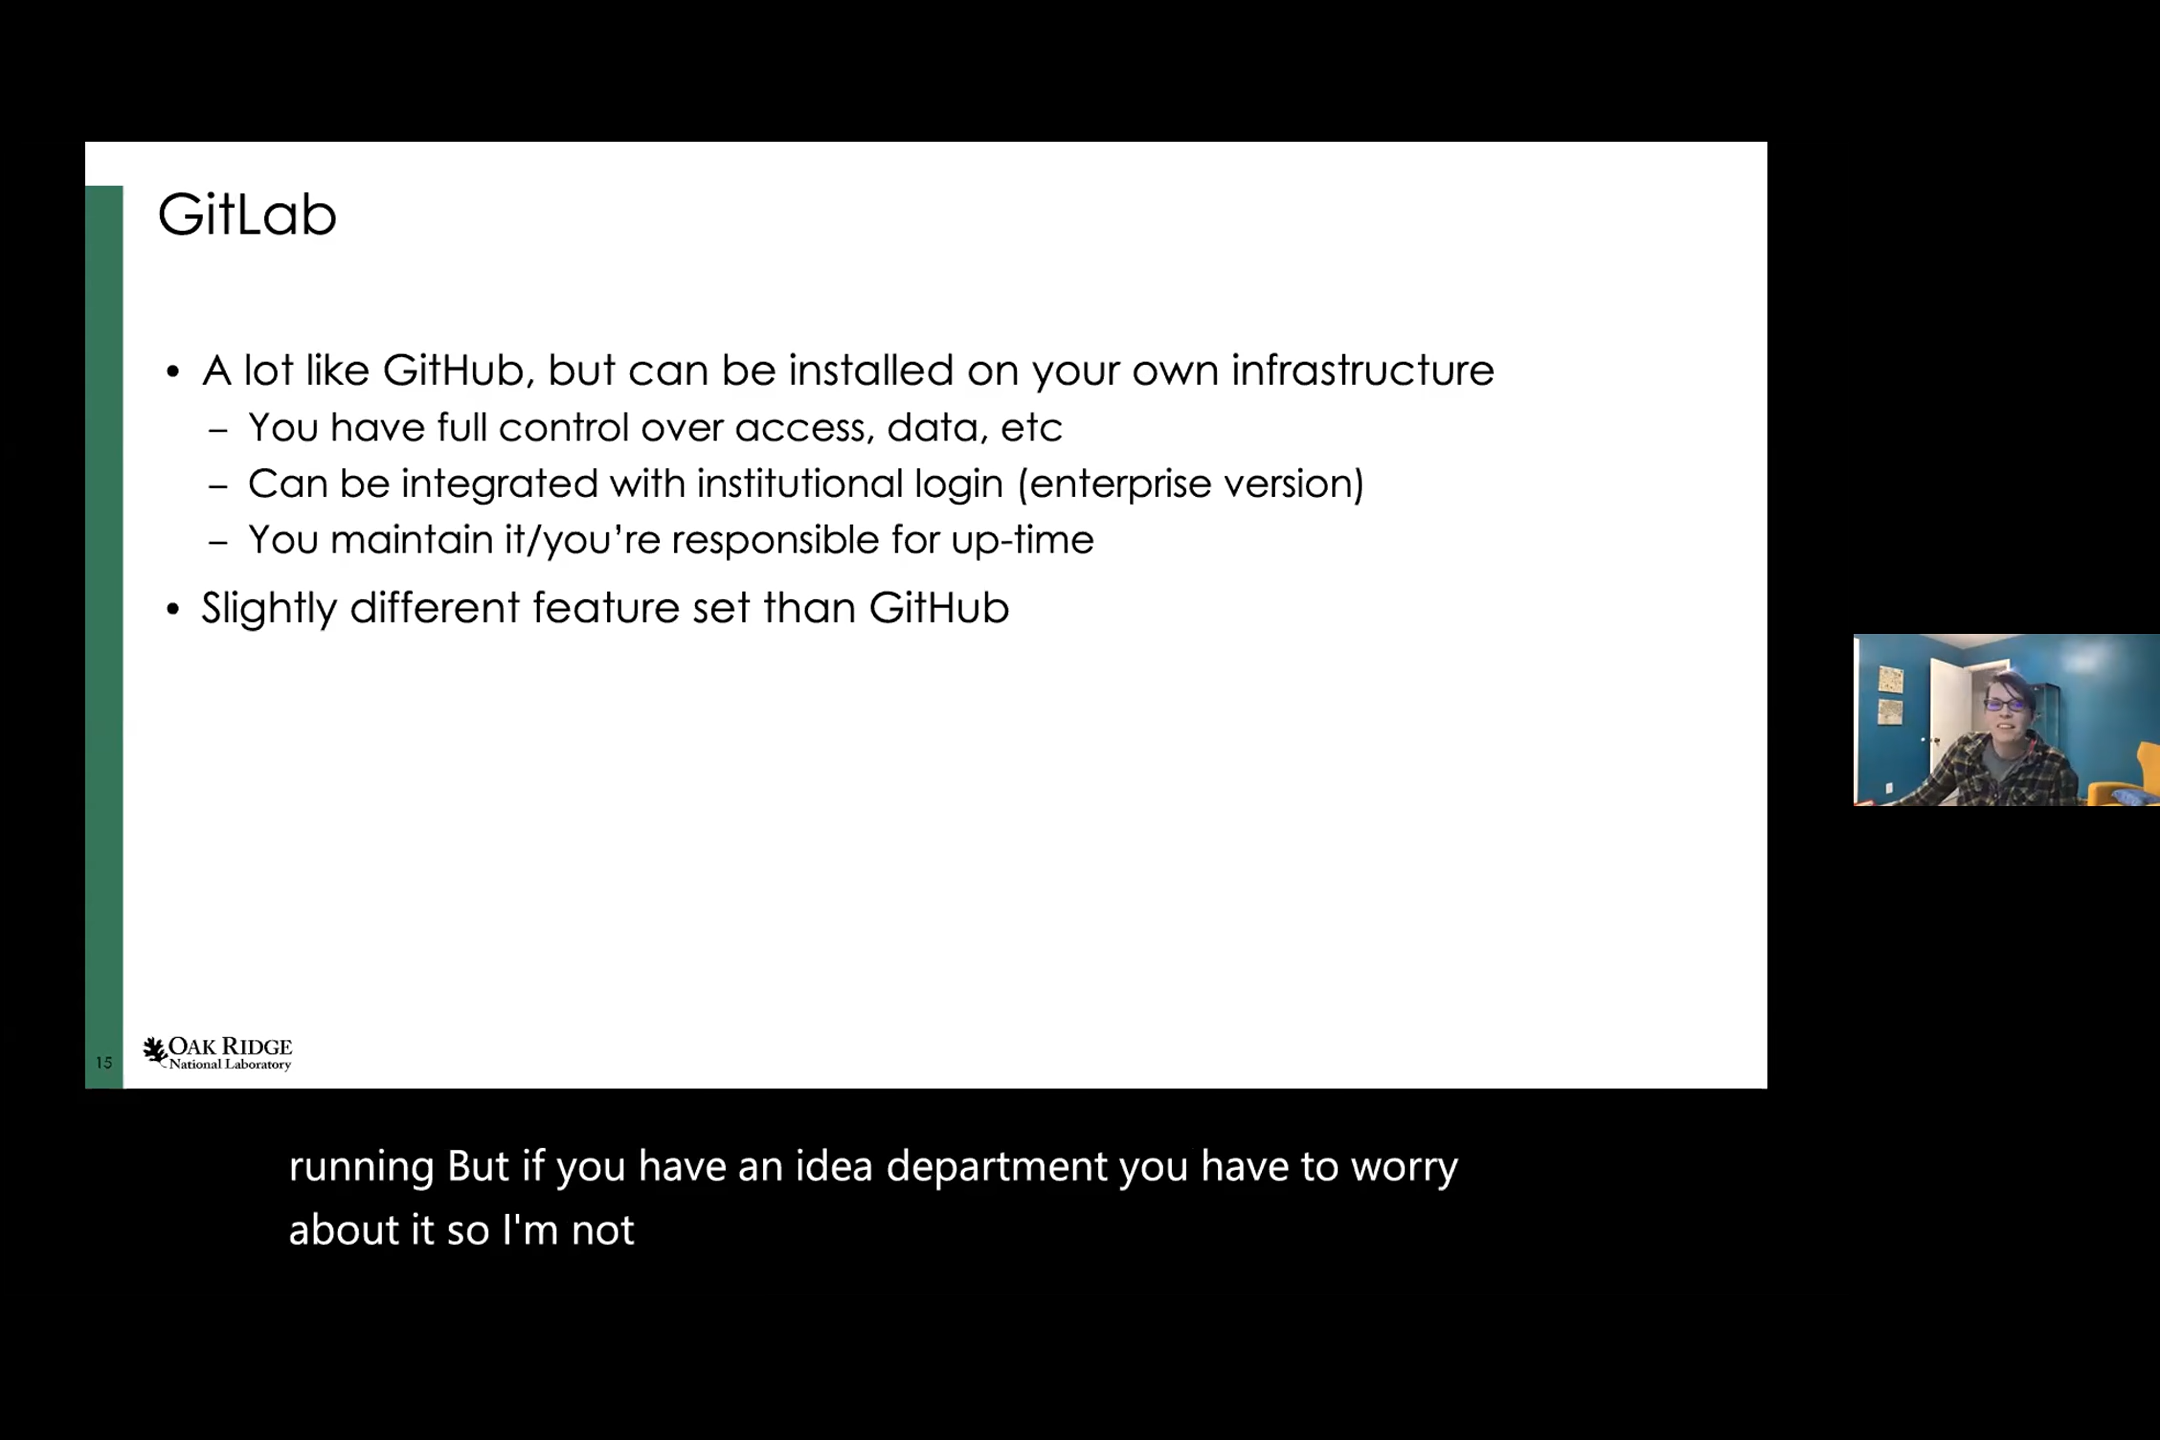 GitLab
• A lot like GitHub, but can be installed on your own infrastructure
– You have full control over access, data, etc
– Can be integrated with institutional login (enterprise version)
– You maintain it/you’re responsible for up-time
• Slightly different feature set than GitHub
15
OAK RIDGE
National Laboratory
running But if you have an idea department you have to worry
about it so I'm not